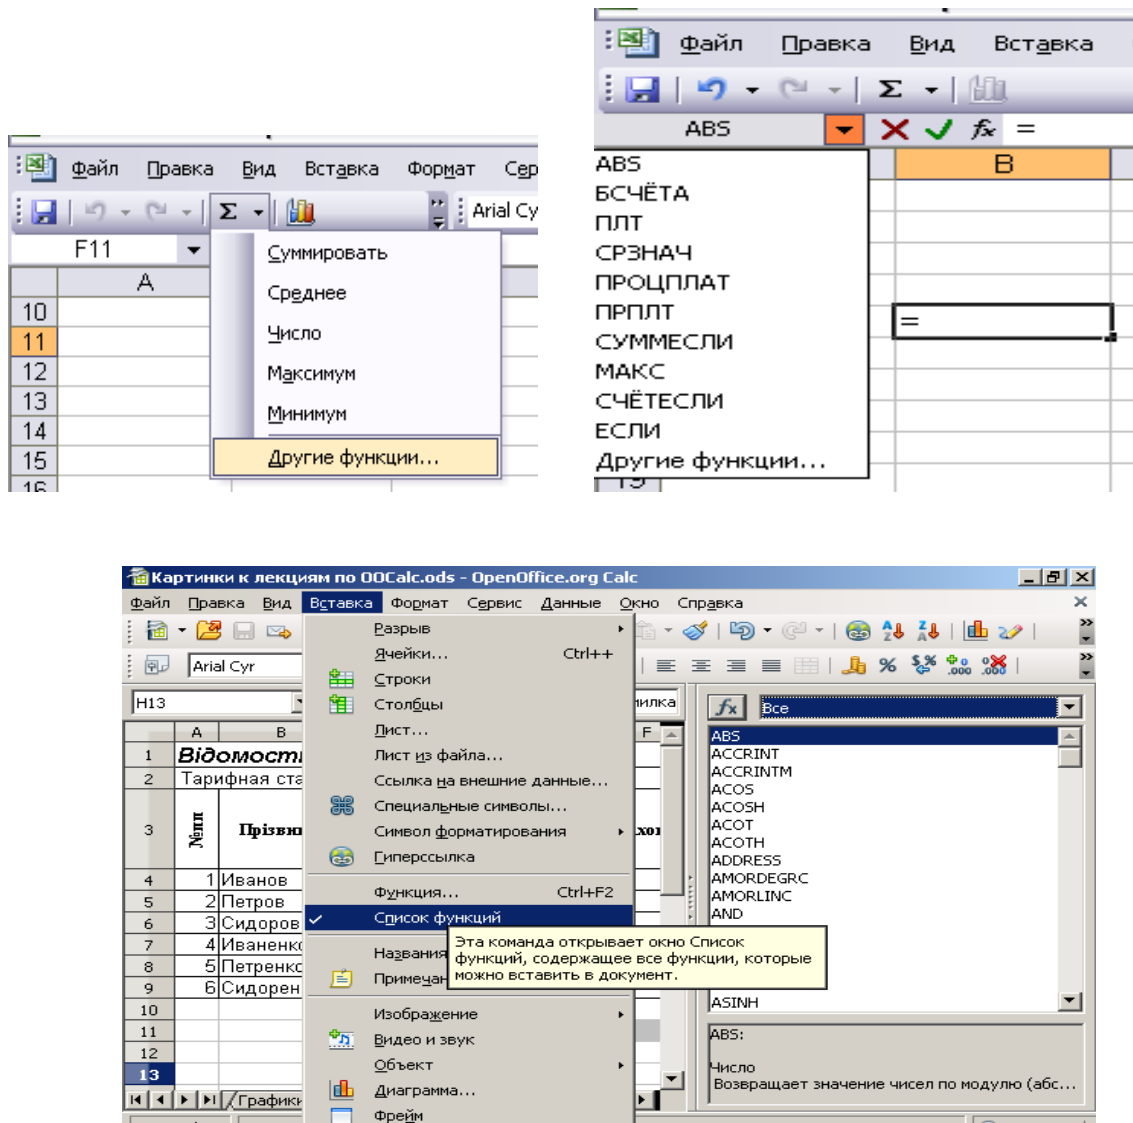 Файл Правка Вид Вставка Формат Сер
Σ Arial Cy
F11
A
10
11
12
13
14
15
16
Суммировать
Среднее
Число
Максимум
Минимум
Другие функции...
Файл Правка Вид Вставка
Σ
ABS fx =
B
ABS
БСЧЁТА
ПЛТ
СРЗНАЧ
ПРОЦПЛАТ
ПРПЛТ
=
СУММЕСЛИ
МАКС
СЧЁТЕСЛИ
ЕСЛИ
Другие функции...
19
Картинки к лекциям по OOCalc.ods - OpenOffice.org Calc
Файл Правка Вид Вставка Формат Сервис Данные Окно Справка
Arial Cyr
H13
A B F
1 Відомост
2 Тарифная ста
3 №пп Прізви
4 1 Иванов
5 2 Петров
6 3 Сидоров
7 4 Иваненк
8 5 Петренк
9 6 Сидорен
10
11
12
13
Графики
Разрыв
Ячейки... Ctrl++
Строки
Столбцы
Лист...
Лист из файла...
Ссылка на внешние данные...
Специальные символы...
Символ форматирования
Гиперссылка
Функция... Ctrl+F2
Список функций
Названия
Примечан
Изображение
Видео и звук
Объект
Диаграмма...
Фрейм
Эта команда открывает окно Список
функций, содержащее все функции, которые
можно вставить в документ.
fx Все
ABS
ACCRINT
ACCRINTM
ACOS
ACOSH
ACOT
ACOTH
ADDRESS
AMORDEGRC
AMORLINC
AND
ASINH
ABS:
Число
Возвращает значение чисел по модулю (абс...